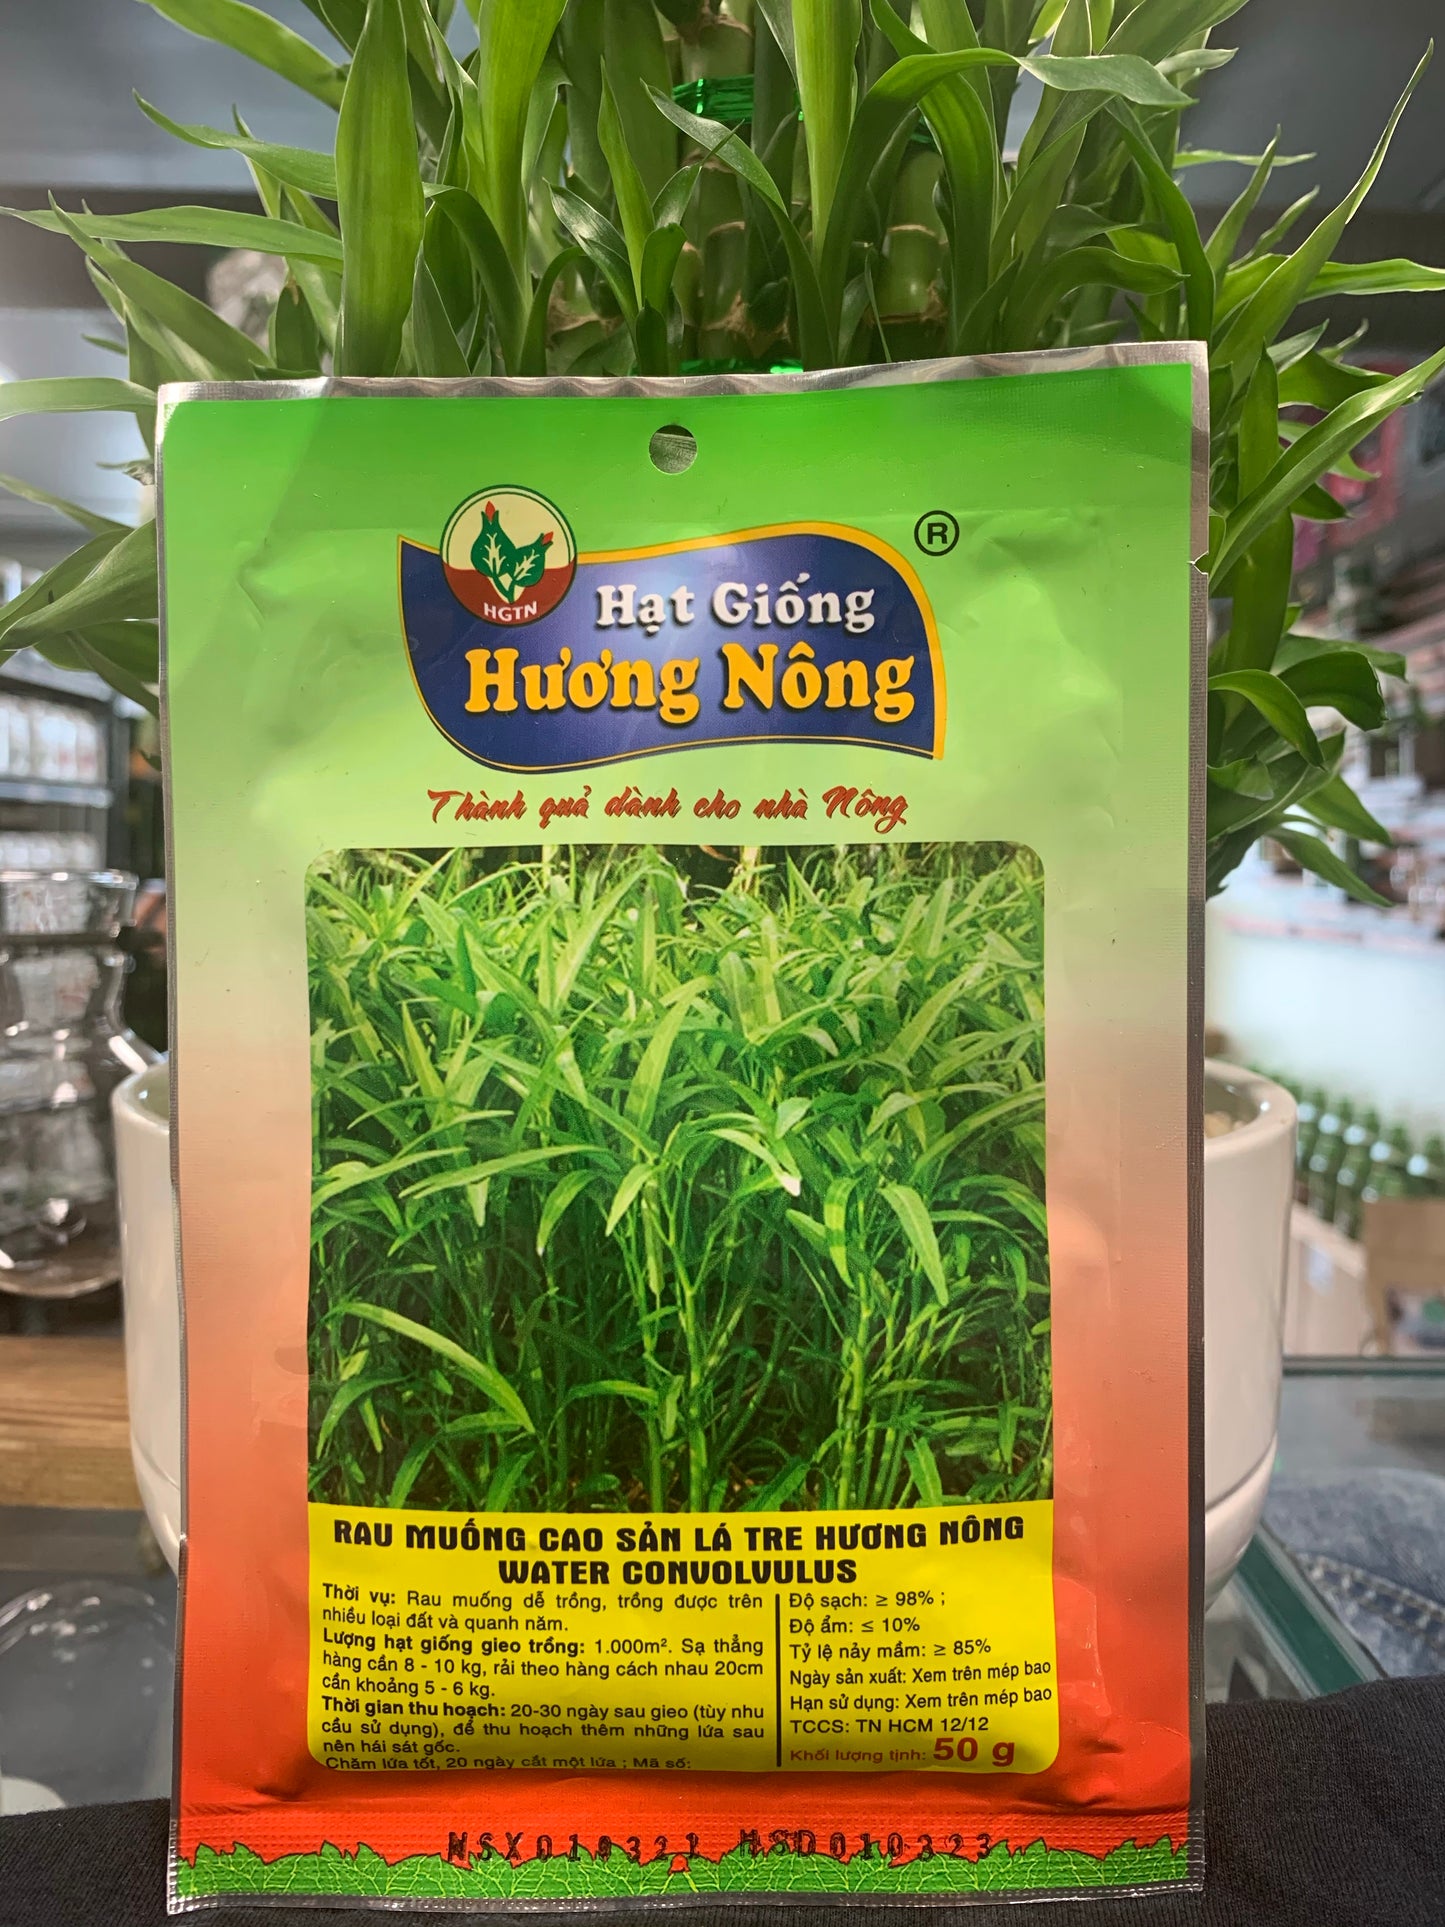 HGTN
®
Hạt Giống
Hương Nông
Thành quả dành cho nhà Nông
RAU MUỐNG CAO SẢN LÁ TRE HƯƠNG NÔNG
WATER CONVOLVULUS
Thời vụ: Rau muống dễ trồng, trồng được trên
nhiều loại đất và quanh năm.
Lượng hạt giống gieo trồng: 1.000m². Sạ thẳng
hàng cần 8 - 10 kg, rải theo hàng cách nhau 20cm
cần khoảng 5 - 6 kg.
Thời gian thu hoạch: 20-30 ngày sau gieo (tùy nhu
cầu sử dụng), để thu hoạch thêm những lứa sau
nên hái sát gốc.
Chăm lứa tốt, 20 ngày cắt một lứa ; Mã số:
Độ sạch: ≥ 98% ;
Độ ẩm: ≤ 10%
Tỷ lệ nảy mầm: ≥ 85%
Ngày sản xuất: Xem trên mép bao
Hạn sử dụng: Xem trên mép bao
TCCS: TN HCM 12/12
Khối lượng tịnh: 50 g
NSX010321 HSD010323